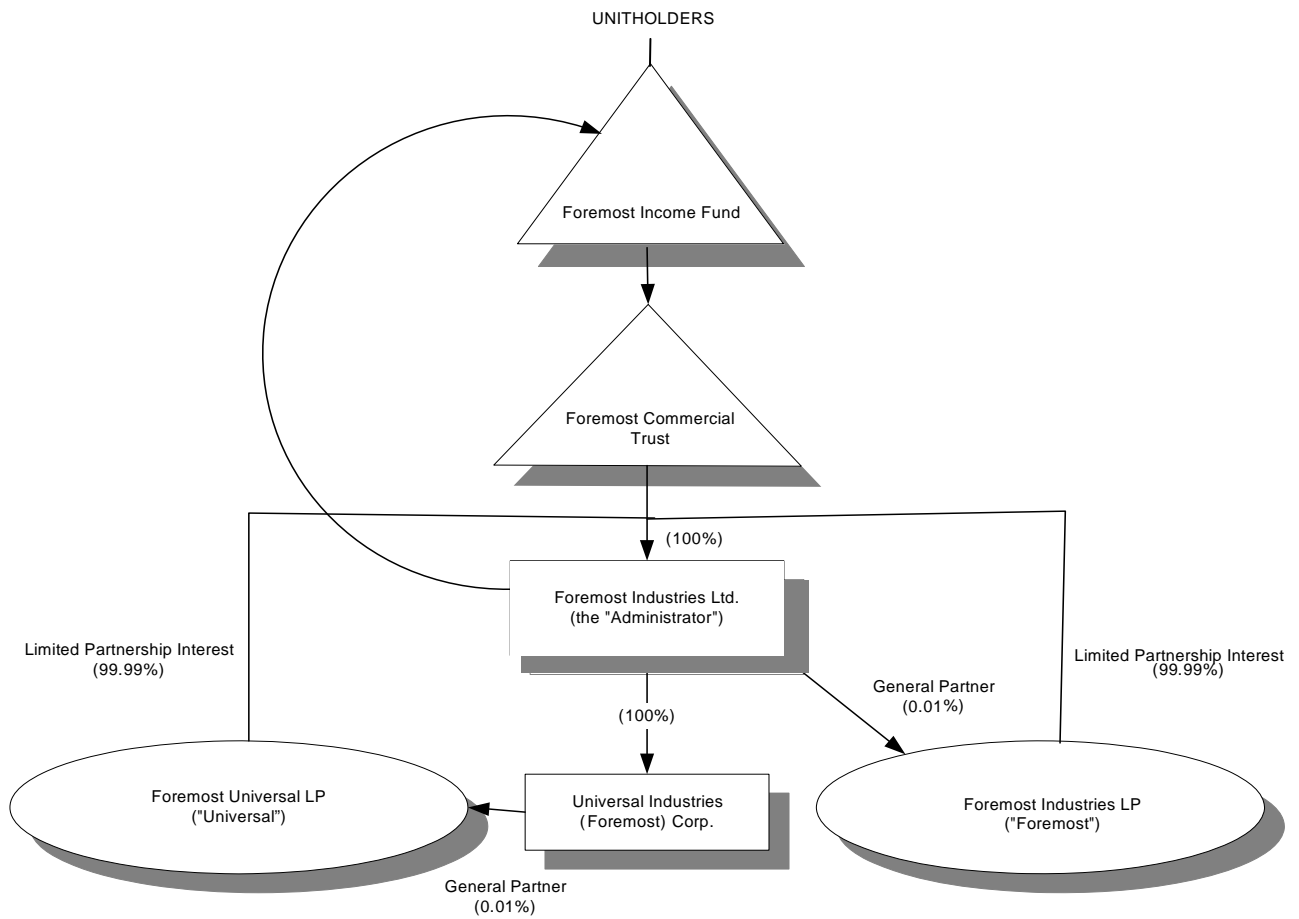 UNITHOLDERS
Foremost Income Fund
Foremost Commercial
Trust
(100%)
Foremost Industries Ltd.
(the "Administrator")
Limited Partnership Interest
(99.99%)
Limited Partnership Interest
(99.99%)
General Partner
(0.01%)
(100%)
Foremost Universal LP
("Universal”)
Universal Industries
(Foremost) Corp.
Foremost Industries LP
("Foremost")
General Partner
(0.01%)